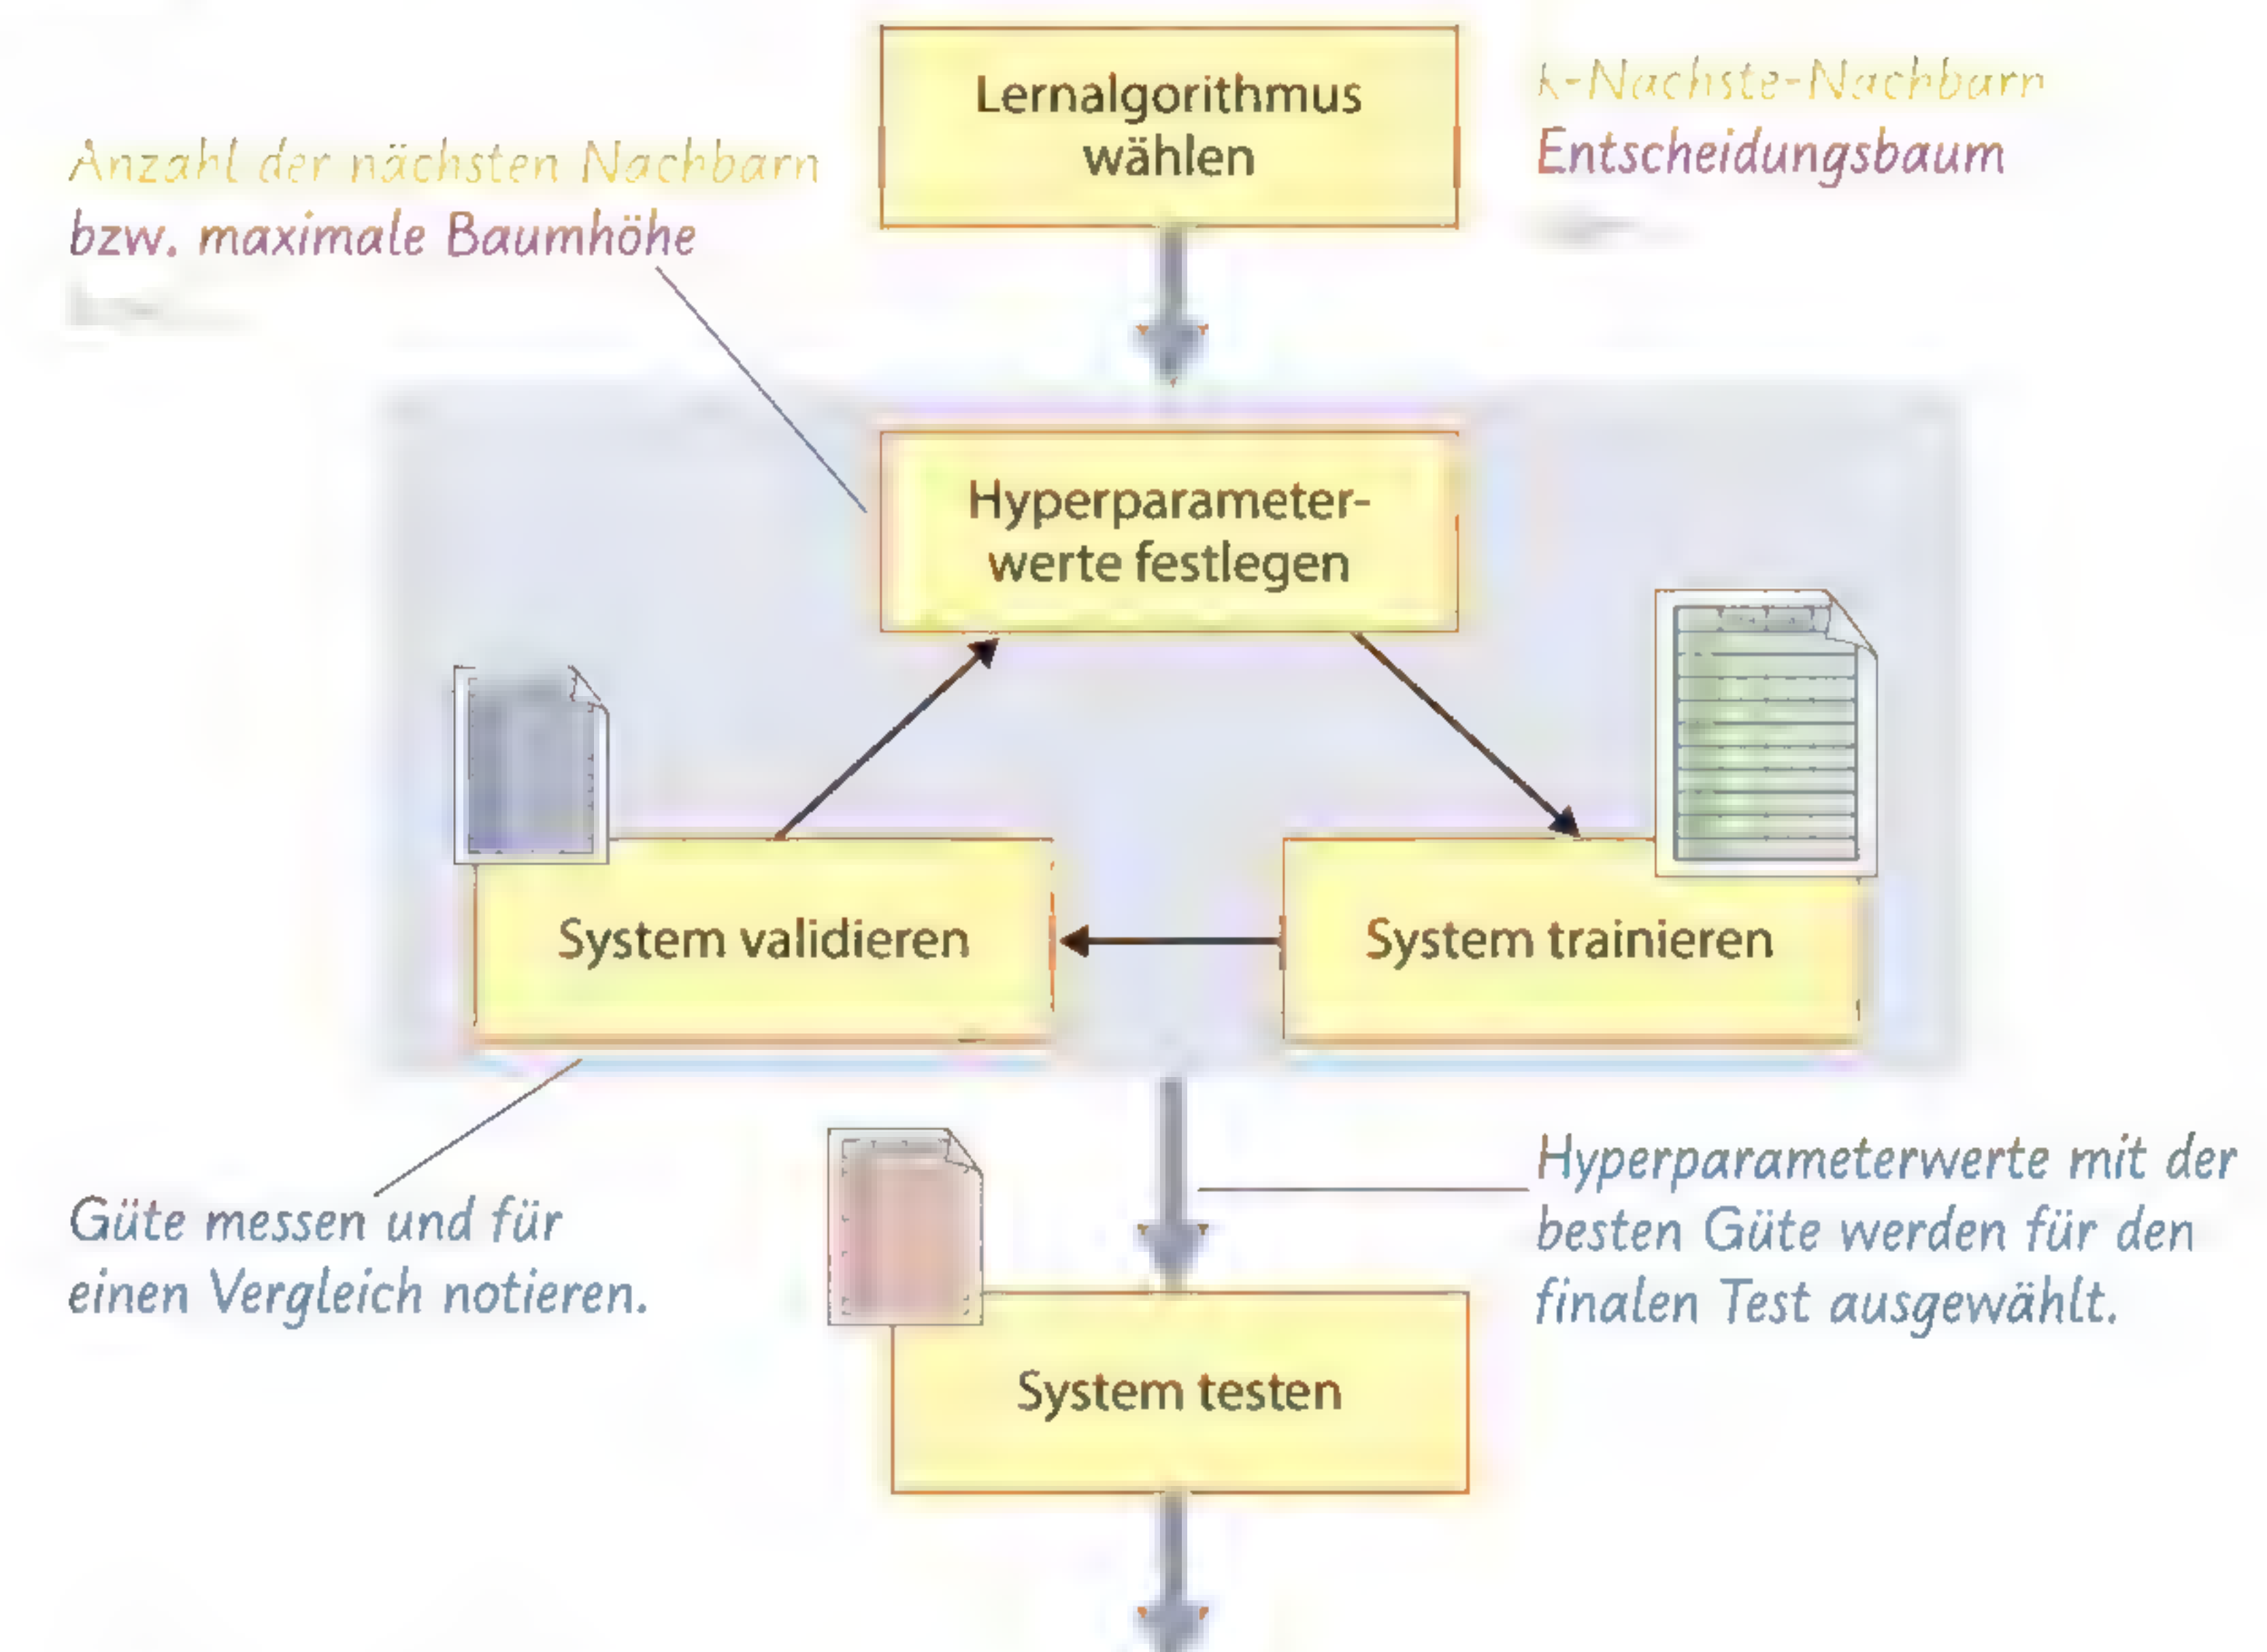 Lernalgorithmus
wählen
k-Nächste-Nachbarn
Entscheidungsbaum
Anzahl der nächsten Nachbarn
bzw. maximale Baumhöhe
Hyperparameter-
werte festlegen
System validieren
System trainieren
Güte messen und für
einen Vergleich notieren.
Hyperparameterwerte mit der
besten Güte werden für den
finalen Test ausgewählt.
System testen